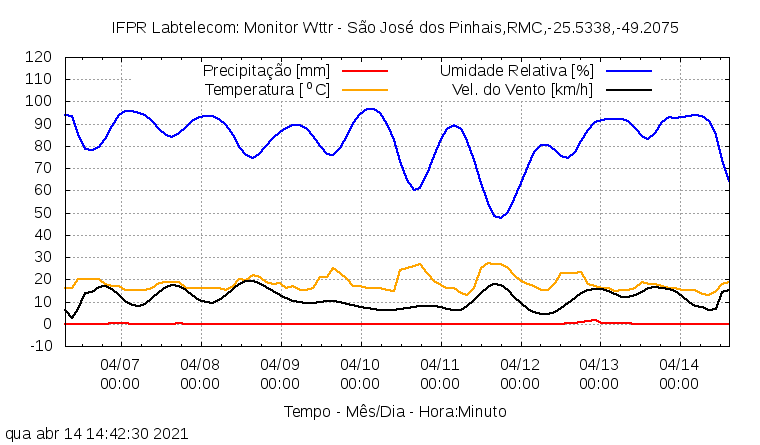 IFPR Labtelecom: Monitor Wttr - São José dos Pinhais,RMC,-25.5338,-49.2075
120
110
100
90
80
70
60
50
40
30
20
10
0
-10
Precipitação [mm]
Temperatura [ ⁰C]
Umidade Relativa [%]
Vel. do Vento [km/h]
04/07 04/08 04/09 04/10 04/11 04/12 04/13 04/14
00:00 00:00 00:00 00:00 00:00 00:00 00:00 00:00
Tempo - Mês/Dia - Hora:Minuto
qua abr 14 14:42:30 2021